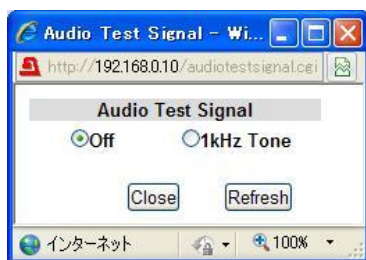 Audio Test Signal - Wi...
http://192.168.0.10/audiotestsignal.cgi
Audio Test Signal
Off 1kHz Tone
Close Refresh
インターネット 100%